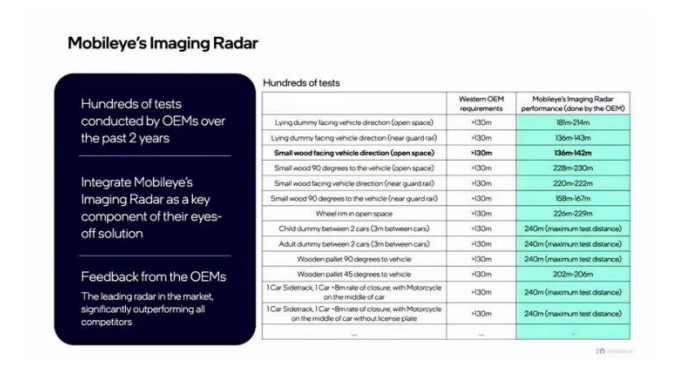 Mobileye's Imaging Radar
Hundreds of tests
conducted by OEMs over
the past 2 years
Integrate Mobileye's
Imaging Radar as a key
component of their eyes-
off solution
Feedback from the OEMs
The leading radar in the market,
significantly outperforming all
competitors
Hundreds of tests
Western OEM
requirements
Mobileye's Imaging Radar
performance (done by the OEM)
Lying dummy facing vehicle direction (open space) >130m 181m-214m
Lying dummy facing vehicle direction (near guard rail) >130m 136m-143m
Small wood facing vehicle direction (open space) >130m 136m-142m
Small wood 90 degrees to the vehicle (open space) >130m 228m-230m
Small wood facing vehicle direction (near guard rail) >130m 220m-222m
Small wood 90 degrees to the vehicle (near guard rail) >130m 158m-167m
Wheel rim in open space >130m 226m-229m
Child dummy between 2 cars (3m between cars) >130m 240m (maximum test distance)
Adult dummy between 2 cars (3m between cars) >130m 240m (maximum test distance)
Wooden pallet 90 degrees to vehicle >130m 240m (maximum test distance)
Wooden pallet 45 degrees to vehicle >130m 202m-206m
1 Car Sidetrack, 1 Car <8m rate of closure, with Motorcycle
on the middle of car >130m 240m (maximum test distance)
1 Car Sidetrack, 1 Car <8m rate of closure, with Motorcycle
on the middle of car without license plate >130m 240m (maximum test distance)
... ... ...
mobileye